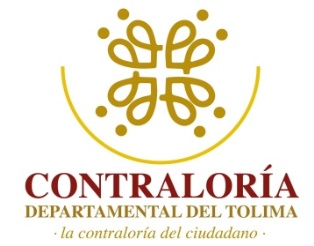 CONTRALORÍA
DEPARTAMENTAL DEL TOLIMA
· la contraloría del ciudadano ·